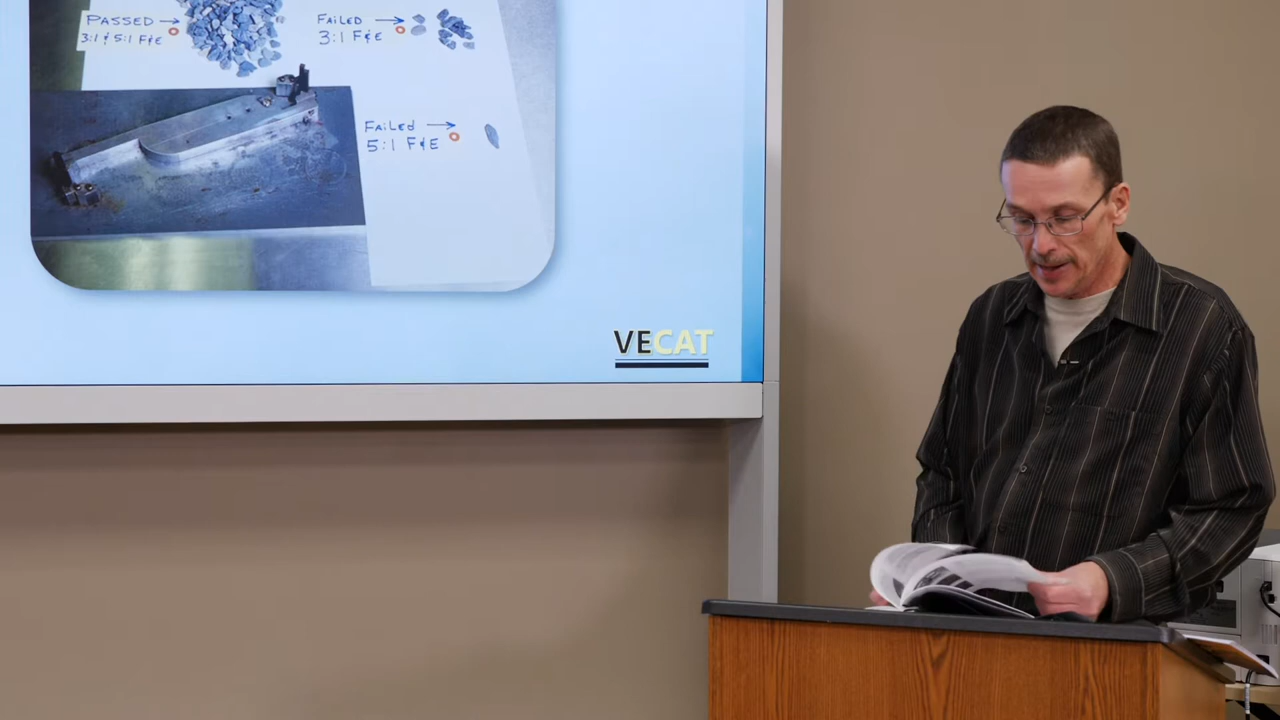 PASSED →
3:1 & 5:1 F&E
FAiLED →
3:1 F&E
FAiLed →
5:1 F&E
VECAT